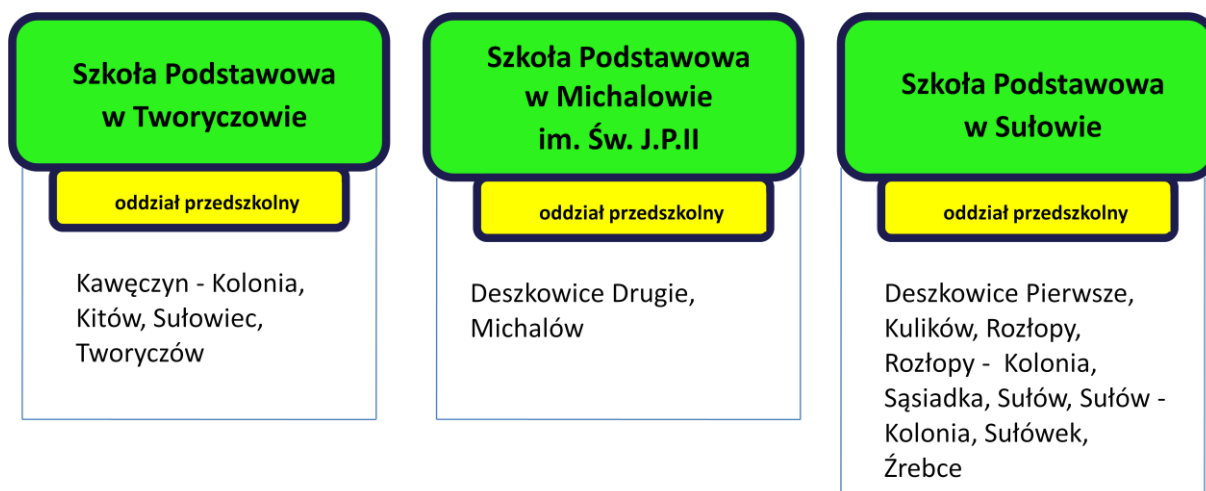 Szkoła Podstawowa
w Tworyczowie
oddział przedszkolny
Kawęczyn - Kolonia,
Kitów, Sułowiec,
Tworyczów
Szkoła Podstawowa
w Michalowie
im. Św. J.P.II
oddział przedszkolny
Deszkowice Drugie,
Michalów
Szkoła Podstawowa
w Sułowie
oddział przedszkolny
Deszkowice Pierwsze,
Kulików, Rozłopy,
Rozłopy - Kolonia,
Sąsiadka, Sułów, Sułów -
Kolonia, Sułówek,
Źrebce